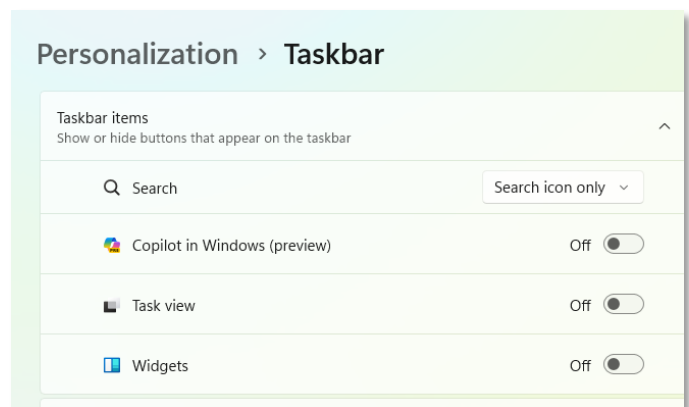 Personalization > Taskbar
Taskbar items
Show or hide buttons that appear on the taskbar
Search Search icon only
Copilot in Windows (preview) Off
Task view Off
Widgets Off